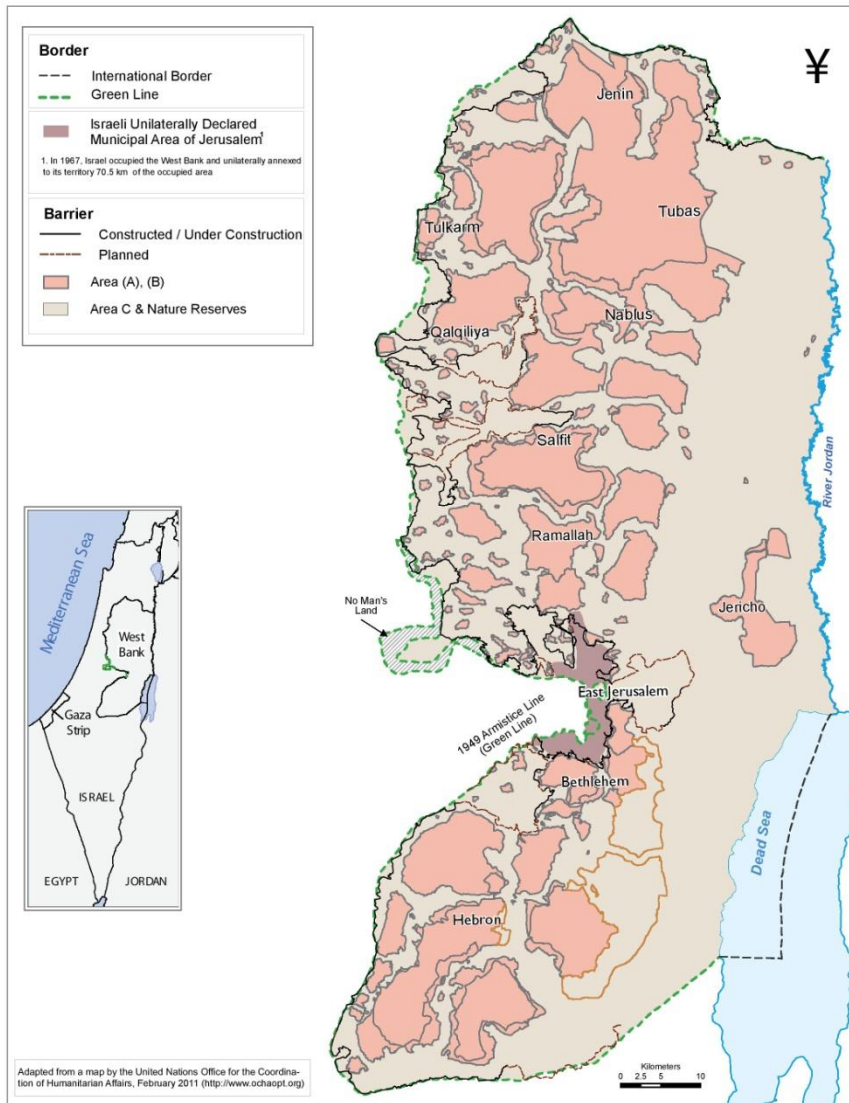 Border
International Border
Green Line
Israeli Unilaterally Declared
Municipal Area of Jerusalem¹
1. In 1967, Israel occupied the West Bank and unilaterally annexed
to its territory 70.5 km of the occupied area
Barrier
Constructed / Under Construction
Planned
Area (A), (B)
Area C & Nature Reserves
¥
Jenin
Tubas
Tulkarm
Nablus
Qalqiliya
Salfit
River Jordan
Ramallah
No Man's
Land
Jericho
East Jerusalem
1949 Armistice Line
(Green Line)
Bethlehem
Dead Sea
Hebron
Mediterranean Sea
West
Bank
Gaza
Strip
ISRAEL
EGYPT
JORDAN
Kilometers
0 2.5 5 10
Adapted from a map by the United Nations Office for the Coordina-
tion of Humanitarian Affairs, February 2011 (http://www.ochaopt.org)